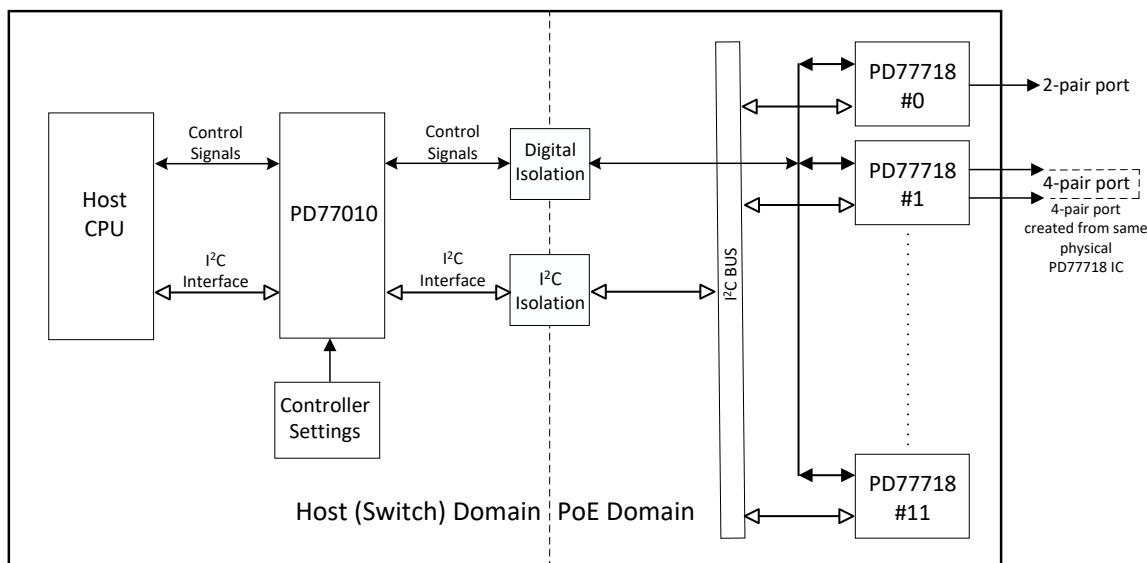 Host
CPU
Control
Signals
I²C
Interface
PD77010
Controller
Settings
Control
Signals
I²C
Interface
Digital
Isolation
I²C
Isolation
I²C BUS
PD77718
#0
2-pair port
PD77718
#1
4-pair port
4-pair port
created from same
physical
PD77718 IC
PD77718
#11
Host (Switch) Domain
PoE Domain